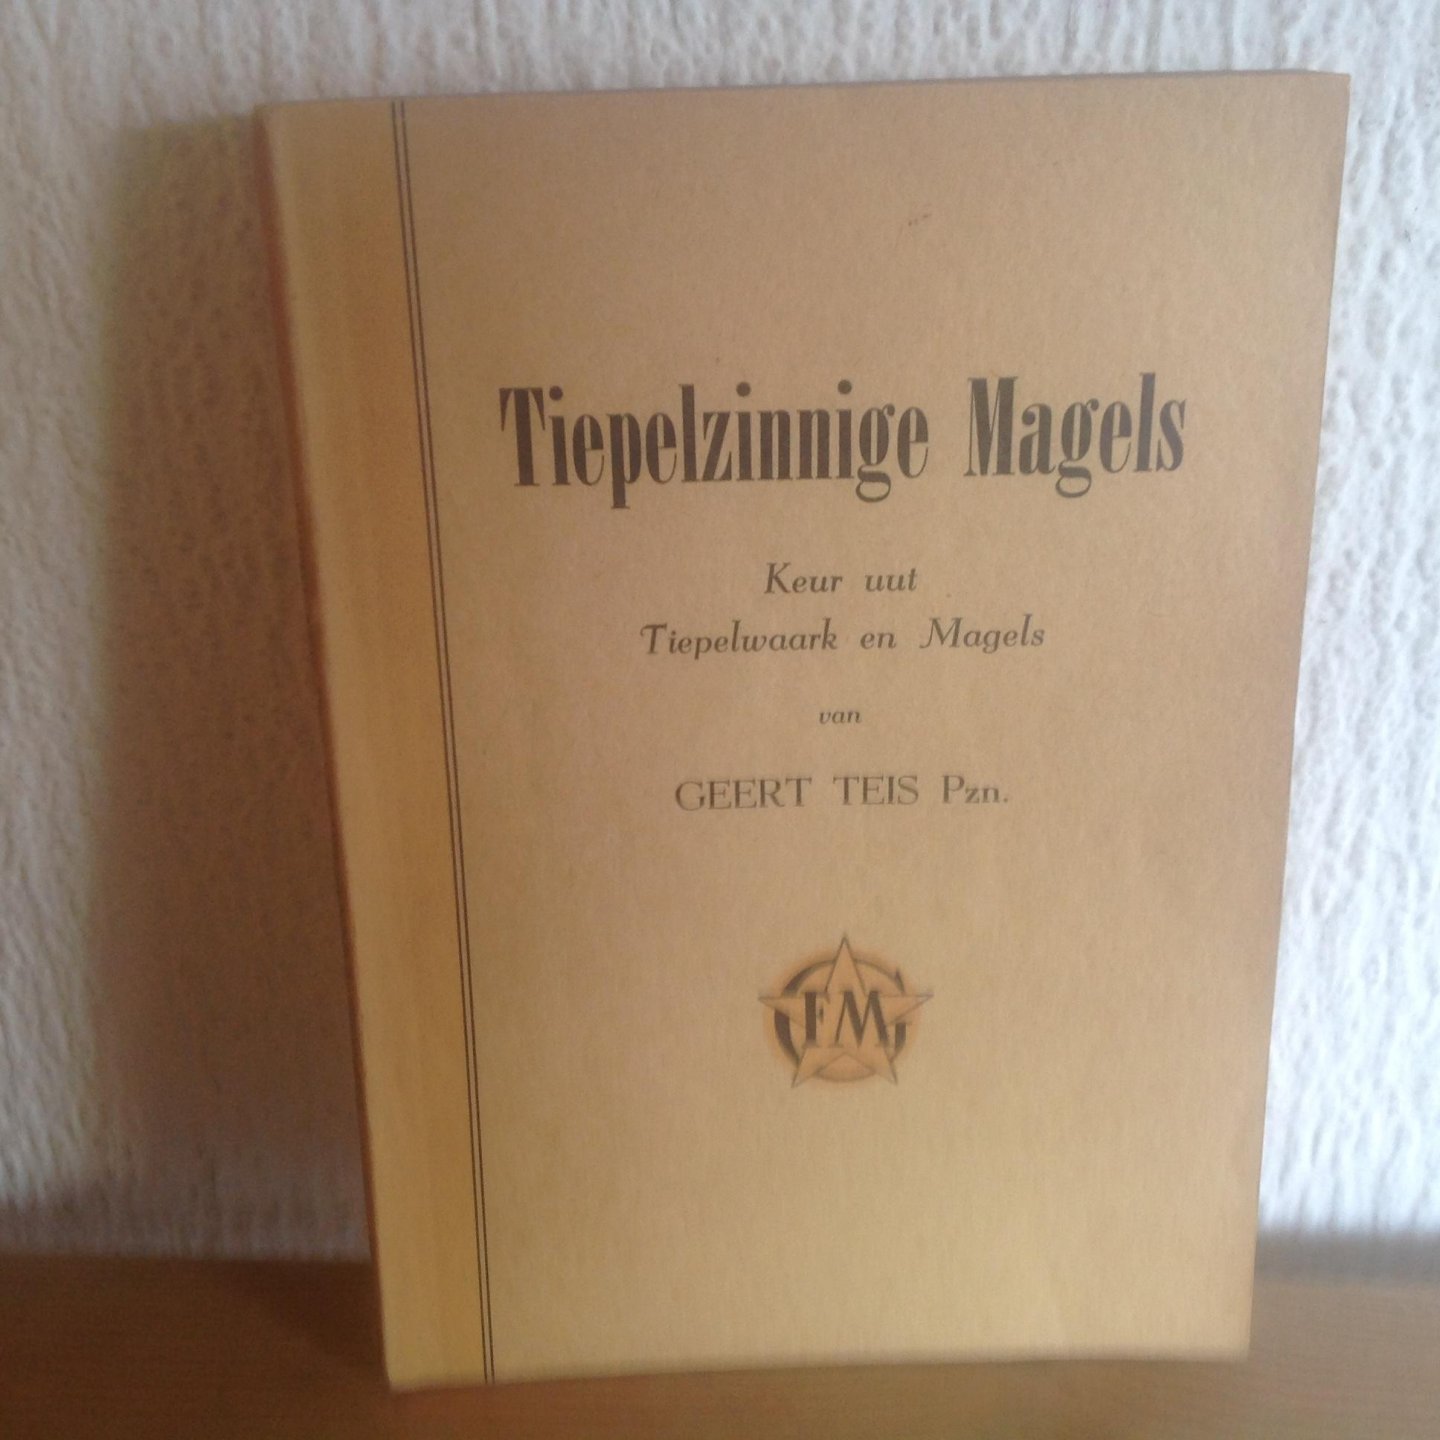 Tiepelzinnige Magels
Keur uut
Tiepelwaark en Magels
van
GEERT TEIS Pzn.
FM